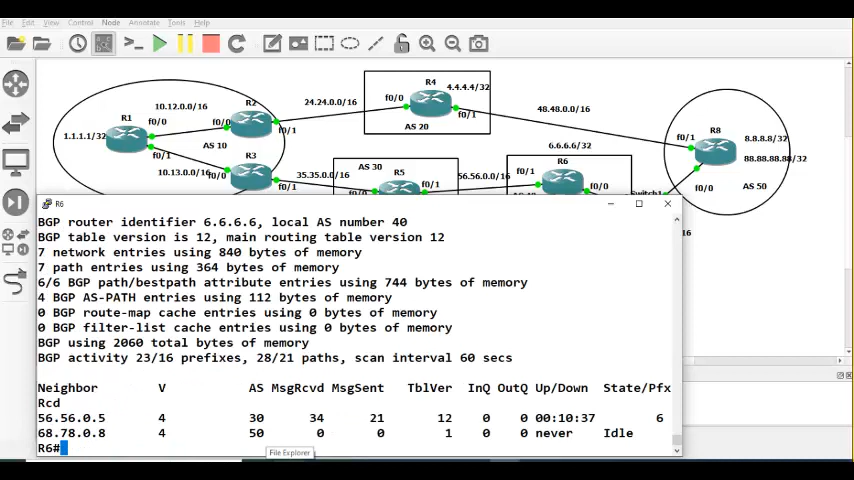 File Edit View Control Node Annotate Tools Help
R4
4.4.4.4/32
24.24.0.0/16
f0/0
f0/1
AS 20
48.48.0.0/16
10.12.0.0/16
R2
R1
f0/0
f0/0
f0/1
1.1.1.1/32
AS 10
f0/1
R3
10.13.0.0/16
f0/0
f0/1
35.35.0.0/16
AS 30
R5
f0/1
56.56.0.0/16
6.6.6.6/32
R6
f0/1
f0/0
R8
f0/1
8.8.8.8/32
88.88.88.88/32
AS 50
f0/0
Switch1
R6
BGP router identifier 6.6.6.6, local AS number 40
BGP table version is 12, main routing table version 12
7 network entries using 840 bytes of memory
7 path entries using 364 bytes of memory
6/6 BGP path/bestpath attribute entries using 744 bytes of memory
4 BGP AS-PATH entries using 112 bytes of memory
0 BGP route-map cache entries using 0 bytes of memory
0 BGP filter-list cache entries using 0 bytes of memory
BGP using 2060 total bytes of memory
BGP activity 23/16 prefixes, 28/21 paths, scan interval 60 secs
Neighbor V AS MsgRcvd MsgSent TblVer InQ OutQ Up/Down State/Pfx
Rcd
56.56.0.5 4 30 34 21 12 0 0 00:10:37 6
68.78.0.8 4 50 0 0 1 0 0 never Idle
R6#
File Explorer